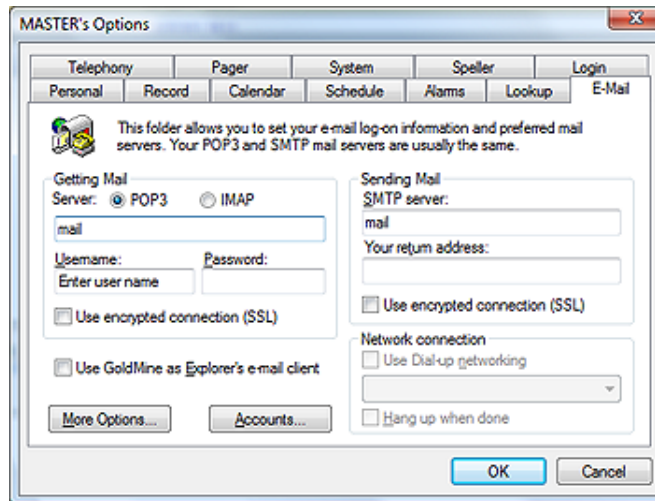 MASTER's Options
Telephony Pager System Speller Login
Personal Record Calendar Schedule Alarms Lookup E-Mail
This folder allows you to set your e-mail log-on information and preferred mail
servers. Your POP3 and SMTP mail servers are usually the same.
Getting Mail
Server: POP3 IMAP
mail
Username: Password:
Enter user name
Use encrypted connection (SSL)
Use GoldMine as Explorer's e-mail client
More Options... Accounts...
Sending Mail
SMTP server:
mail
Your return address:
Use encrypted connection (SSL)
Network connection
Use Dial-up networking
Hang up when done
OK Cancel